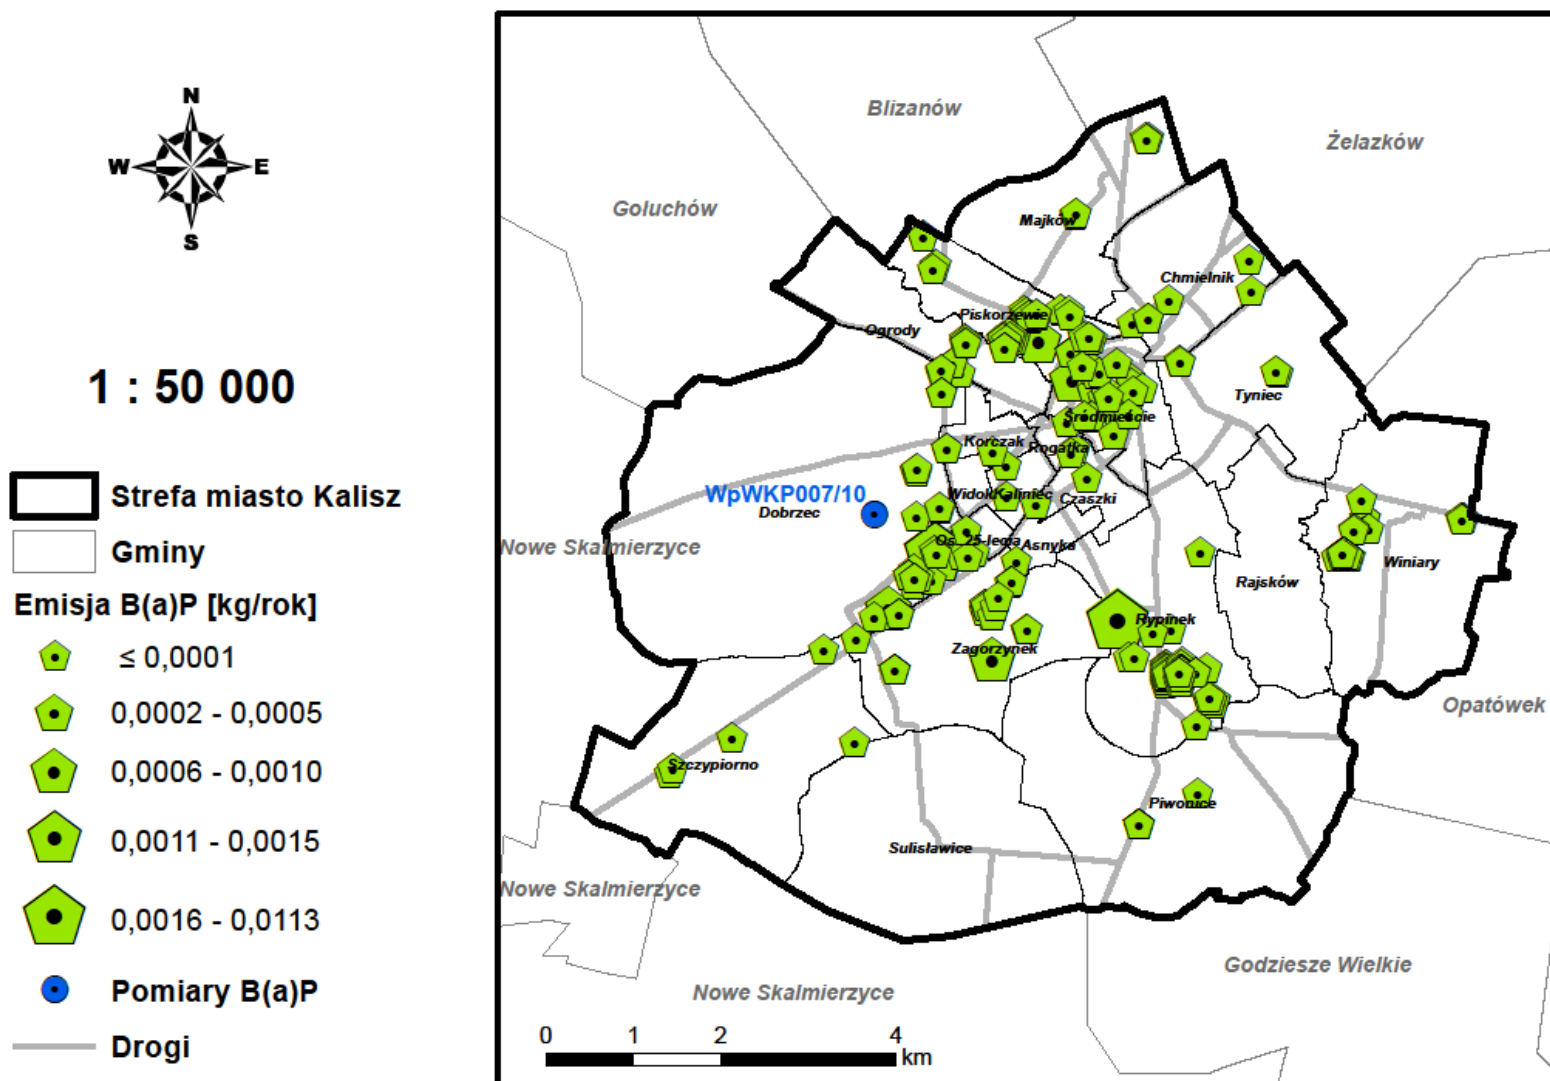 N
W
E
S
1 : 50 000
Strefa miasto Kalisz
Gminy
Emisja B(a)P [kg/rok]
≤ 0,0001
0,0002 - 0,0005
0,0006 - 0,0010
0,0011 - 0,0015
0,0016 - 0,0113
Pomiary B(a)P
Drogi
Blizanów
Żelazków
Gołuchów
Majków
Chmielnik
Piskorzewie
Ogrody
Tyniec
Śródmieście
Korczak
Rogatka
WpWKP007/10
Dobrzec
Widok
Kaliniec
Czaszki
Nowe Skalmierzyce
Os. 25-lecia
Asnyka
Rajsków
Winiary
Rypinek
Zagorzynek
Opatówek
Szczypiorno
Piwonice
Sulisławice
Nowe Skalmierzyce
Godziesze Wielkie
Nowe Skalmierzyce
0 1 2 4
km